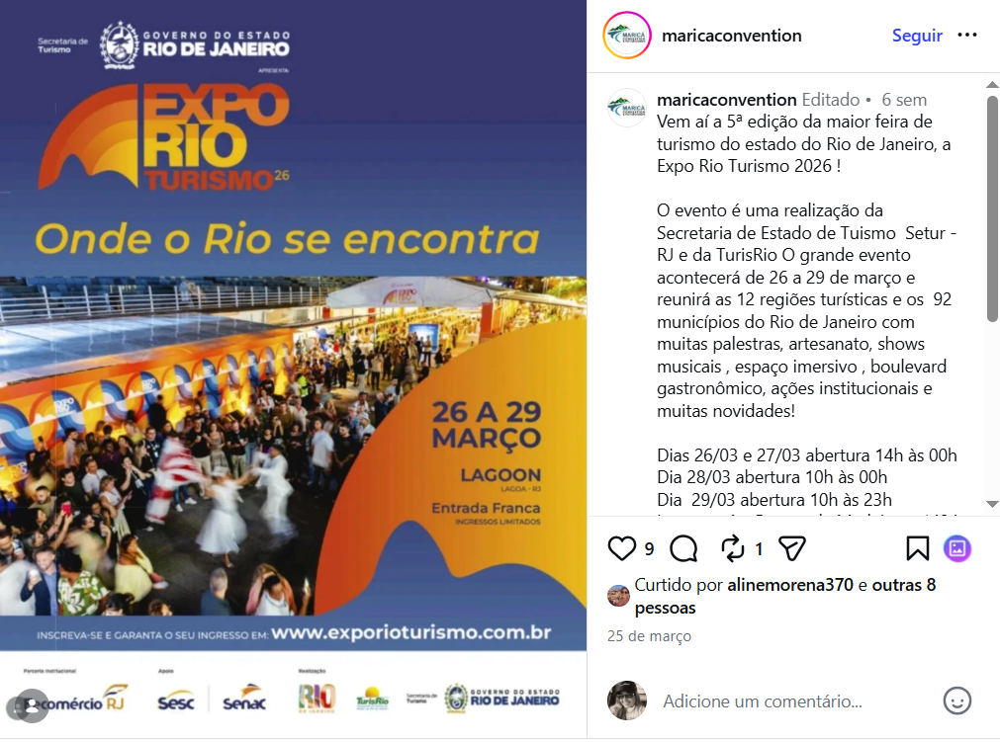 Secretaria de
Turismo
GOVERNO DO ESTADO
RIO DE JANEIRO
APRESENTA:
EXPO
RIO
TURISMO26
Onde o Rio se encontra
26 A 29
MARÇO
LAGOON
LAGOA - RJ
Entrada Franca
INGRESSOS LIMITADOS
INSCREVA-SE E GARANTA O SEU INGRESSO EM: www.exporioturismo.com.br
Parceria Institucional
Apoio
Realização
comércio RJ
Sesc
Senac
RIO
DE JANEIRO
TurisRio
Secretaria de
Turismo
GOVERNO DO ESTADO
RIO DE JANEIRO
maricaconvention
Seguir
maricaconvention Editado • 6 sem
Vem aí a 5ª edição da maior feira de
turismo do estado do Rio de Janeiro, a
Expo Rio Turismo 2026 !
O evento é uma realização da
Secretaria de Estado de Tuismo Setur -
RJ e da TurisRio O grande evento
acontecerá de 26 a 29 de março e
reunirá as 12 regiões turísticas e os 92
municípios do Rio de Janeiro com
muitas palestras, artesanato, shows
musicais , espaço imersivo , boulevard
gastronômico, ações institucionais e
muitas novidades!
Dias 26/03 e 27/03 abertura 14h às 00h
Dia 28/03 abertura 10h às 00h
Dia 29/03 abertura 10h às 23h
9
1
Curtido por alinemorena370 e outras 8
pessoas
25 de março
Adicione um comentário...